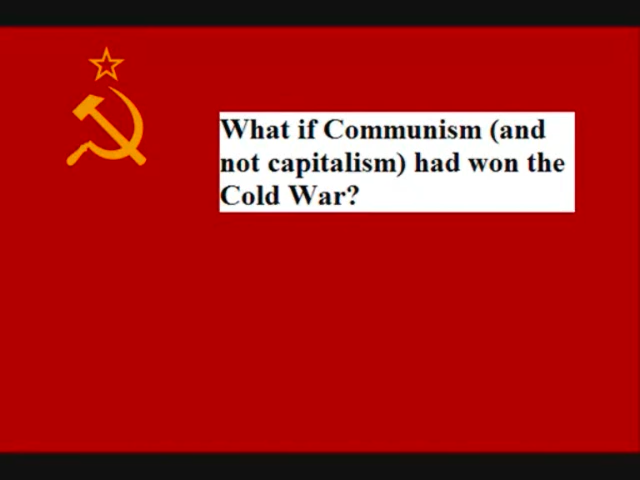 What if Communism (and
not capitalism) had won the
Cold War?